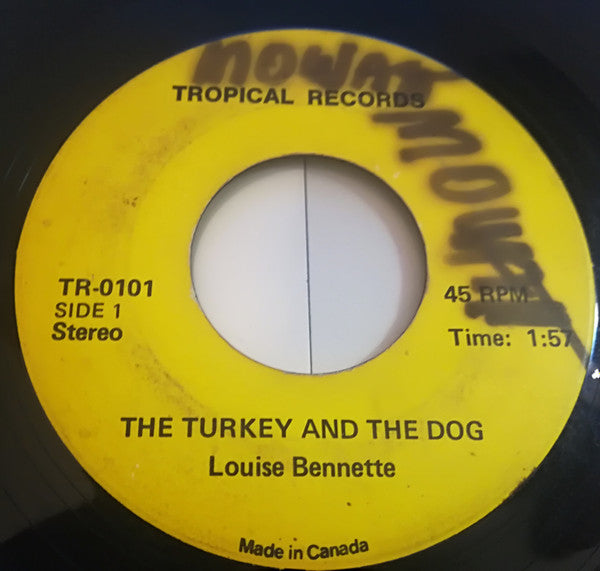 TROPICAL RECORDS
TR-0101
SIDE 1
Stereo
45 RPM
Time: 1:57
THE TURKEY AND THE DOG
Louise Bennette
Made in Canada